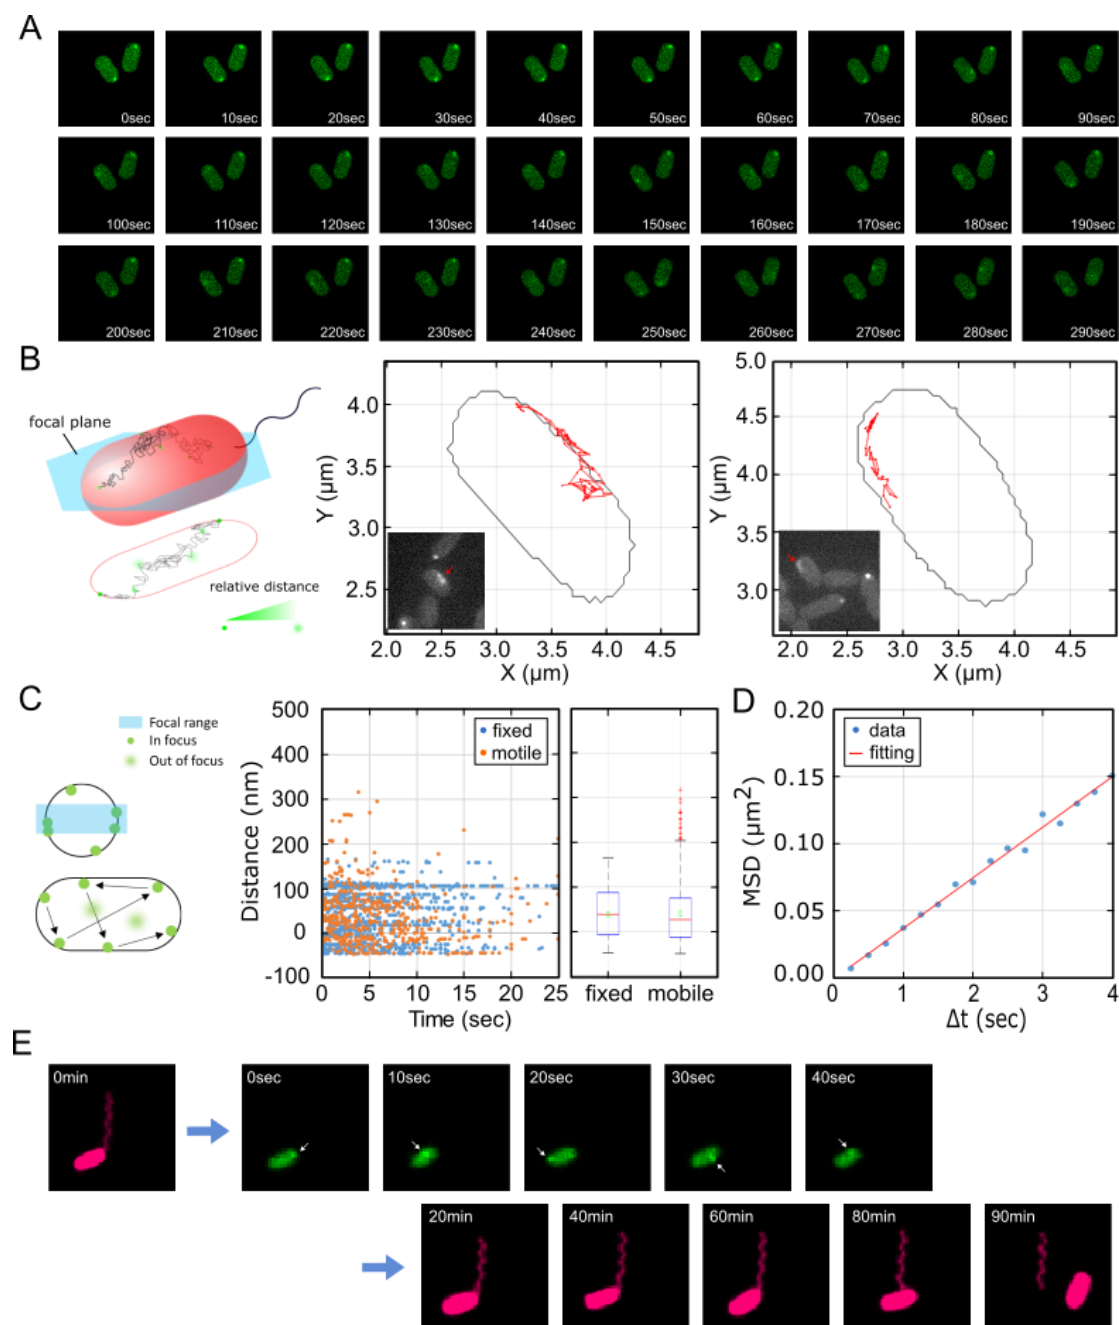 A
0sec 10sec 20sec 30sec 40sec 50sec 60sec 70sec 80sec 90sec
100sec 110sec 120sec 130sec 140sec 150sec 160sec 170sec 180sec 190sec
200sec 210sec 220sec 230sec 240sec 250sec 260sec 270sec 280sec 290sec
B
focal plane
relative distance
Y (μm)
4.0
3.5
3.0
2.5
2.0 2.5 3.0 3.5 4.0 4.5
X (μm)
Y (μm)
5.0
4.5
4.0
3.5
3.0
2.0 2.5 3.0 3.5 4.0 4.5
X (μm)
C
Focal range
In focus
Out of focus
Distance (nm)
500
400
300
200
100
0
-100
fixed
motile
0 5 10 15 20 25
Time (sec)
fixed mobile
D
MSD (μm²)
0.20
0.15
0.10
0.05
0.00
data
fitting
0 1 2 3 4
Δt (sec)
E
0min 0sec 10sec 20sec 30sec 40sec
20min 40min 60min 80min 90min